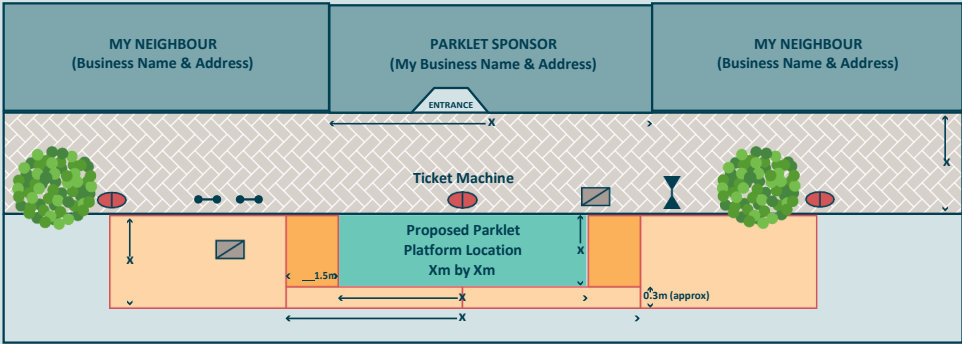 MY NEIGHBOUR
(Business Name & Address)
PARKLET SPONSOR
(My Business Name & Address)
MY NEIGHBOUR
(Business Name & Address)
ENTRANCE
X
X
Ticket Machine
Proposed Parklet
Platform Location
Xm by Xm
X
X
__1.5m
X
0.3m (approx)
X